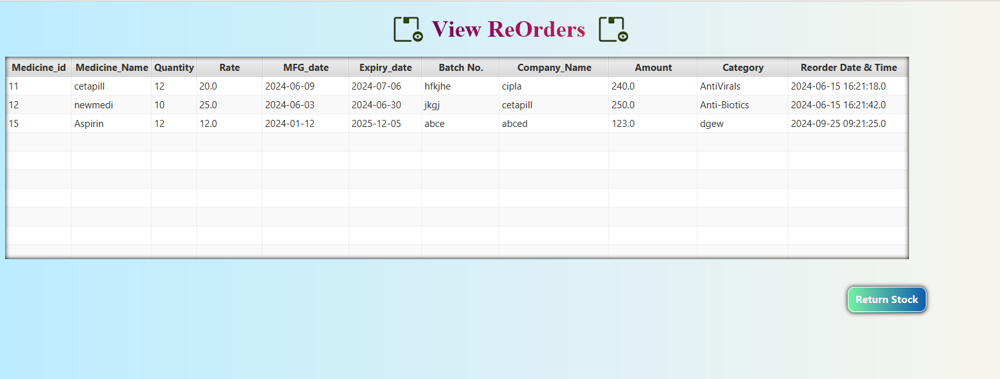 View ReOrders
Medicine_id Medicine_Name Quantity Rate MFG_date Expiry_date Batch No. Company_Name Amount Category Reorder Date & Time
11 cetapill 12 20.0 2024-06-09 2024-07-06 hfkjhe cipla 240.0 AntiVirals 2024-06-15 16:21:18.0
12 newmedi 10 25.0 2024-06-03 2024-06-30 jkgj cetapill 250.0 Anti-Biotics 2024-06-15 16:21:42.0
15 Aspirin 12 12.0 2024-01-12 2025-12-05 abce abced 123.0 dgew 2024-09-25 09:21:25.0
Return Stock